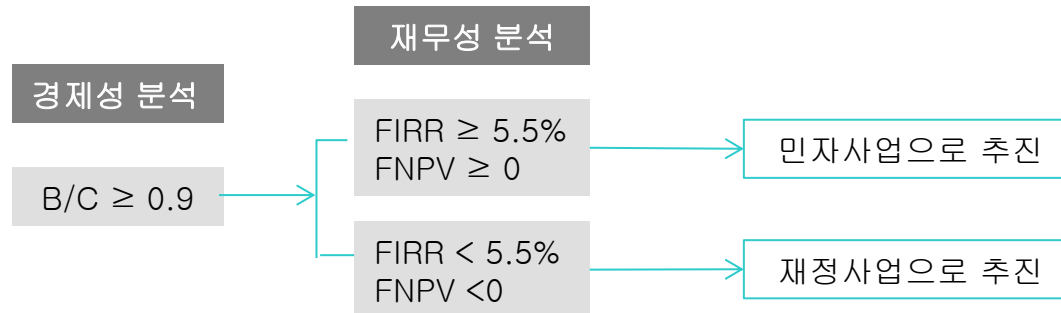 재무성 분석
경제성 분석
FIRR ≥ 5.5%
FNPV ≥ 0
민자사업으로 추진
B/C ≥ 0.9
FIRR < 5.5%
FNPV <0
재정사업으로 추진